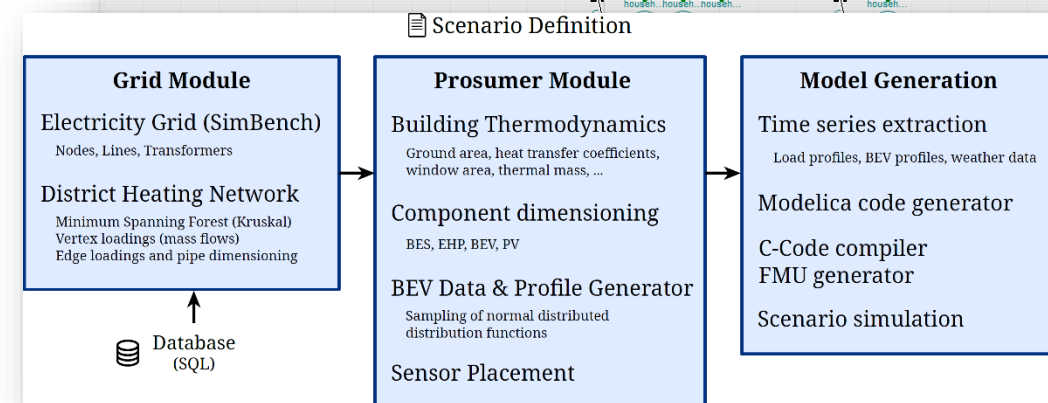 househ..househ..househ...
househ...
Scenario Definition
Grid Module
Electricity Grid (SimBench)
Nodes, Lines, Transformers
District Heating Network
Minimum Spanning Forest (Kruskal)
Vertex loadings (mass flows)
Edge loadings and pipe dimensioning
Database
(SQL)
Prosumer Module
Building Thermodynamics
Ground area, heat transfer coefficients,
window area, thermal mass, ...
Component dimensioning
BES, EHP, BEV, PV
BEV Data & Profile Generator
Sampling of normal distributed
distribution functions
Sensor Placement
Model Generation
Time series extraction
Load profiles, BEV profiles, weather data
Modelica code generator
C-Code compiler
FMU generator
Scenario simulation